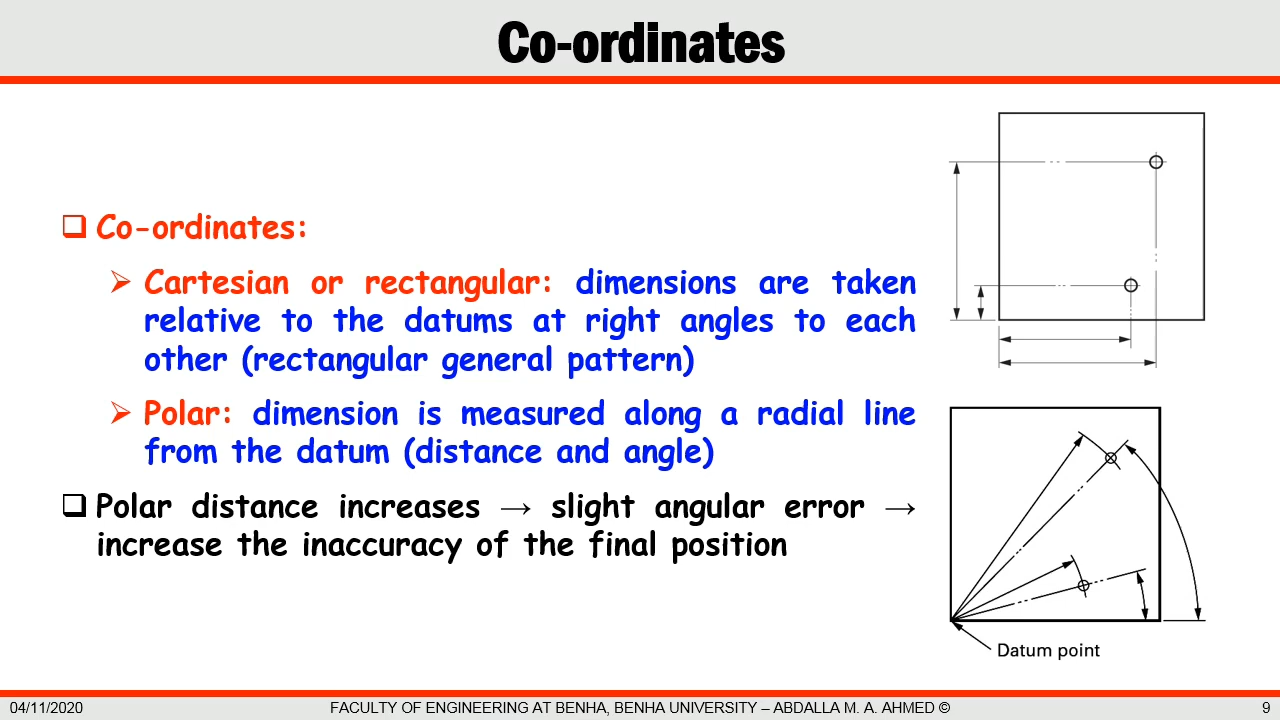 Co-ordinates
Co-ordinates:
Cartesian or rectangular: dimensions are taken
relative to the datums at right angles to each
other (rectangular general pattern)
Polar: dimension is measured along a radial line
from the datum (distance and angle)
Polar distance increases → slight angular error →
increase the inaccuracy of the final position
Datum point
04/11/2020
FACULTY OF ENGINEERING AT BENHA, BENHA UNIVERSITY – ABDALLA M. A. AHMED ©
9